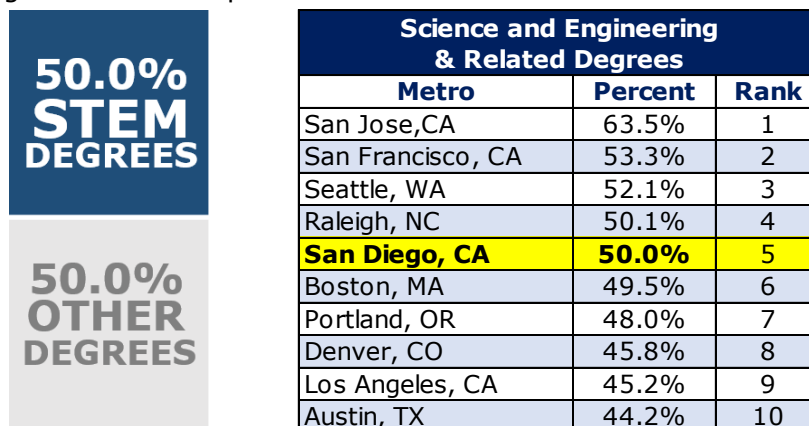 50.0%
STEM
DEGREES
50.0%
OTHER
DEGREES
Science and Engineering
& Related Degrees
Metro Percent Rank
San Jose,CA 63.5% 1
San Francisco, CA 53.3% 2
Seattle, WA 52.1% 3
Raleigh, NC 50.1% 4
San Diego, CA 50.0% 5
Boston, MA 49.5% 6
Portland, OR 48.0% 7
Denver, CO 45.8% 8
Los Angeles, CA 45.2% 9
Austin, TX 44.2% 10